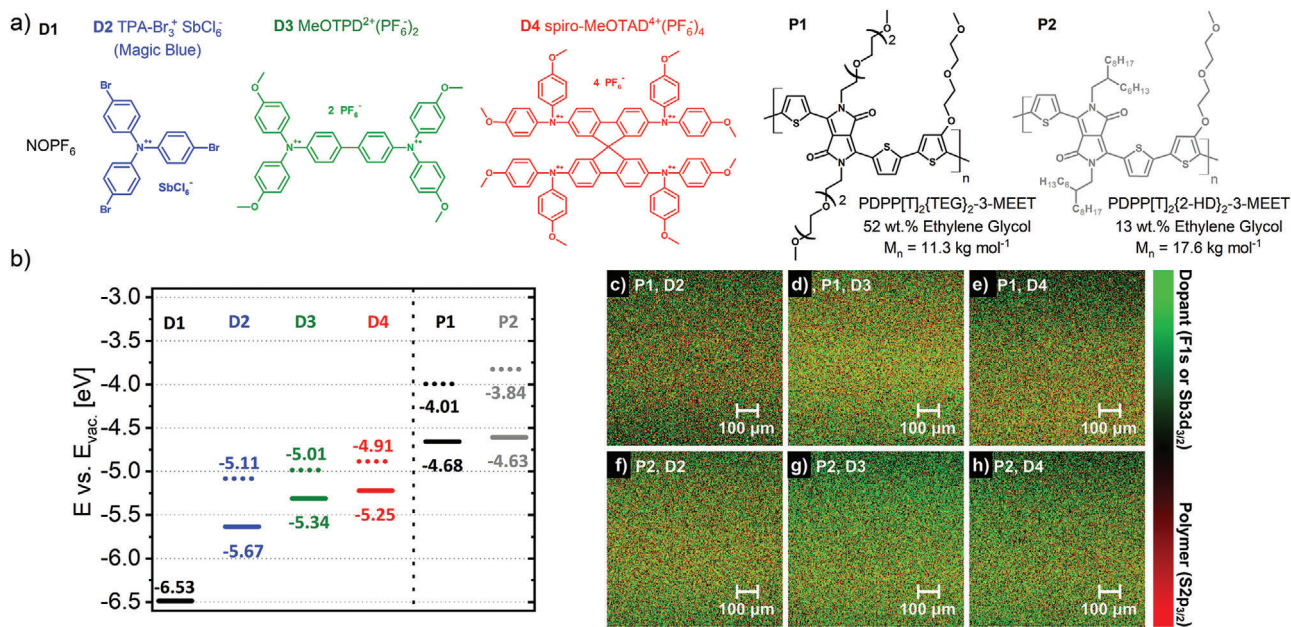 a) D1
D2 TPA-Br₃⁺ SbCl₆⁻
(Magic Blue)
D3 MeOTPD²⁺(PF₆⁻)₂
D4 spiro-MeOTAD⁴⁺(PF₆⁻)₄
P1
P2
NOPF₆
Br
N⁺•
Br
Br
SbCl₆⁻
O
O
2 PF₆⁻
N⁺•
N⁺•
O
O
O
O
4 PF₆⁻
O
N⁺•
N⁺•
O
O
N⁺•
N⁺•
O
O
O
O
2
O
O
O
O
O
N
O
S
S
S
O
N
n
O
2
O
O
PDPP[T]₂{TEG}₂-3-MEET
52 wt.% Ethylene Glycol
Mₙ = 11.3 kg mol⁻¹
C₈H₁₇
C₆H₁₃
O
O
O
N
O
S
S
S
O
N
n
H₁₃C₆
C₈H₁₇
PDPP[T]₂{2-HD}₂-3-MEET
13 wt.% Ethylene Glycol
Mₙ = 17.6 kg mol⁻¹
b)
E vs. E_vac. [eV]
-3.0
-3.5
-4.0
-4.5
-5.0
-5.5
-6.0
-6.5
D1 D2 D3 D4 P1 P2
-3.84
-4.01
-4.63
-4.68
-4.91
-5.01
-5.11
-5.25
-5.34
-5.67
-6.53
c) P1, D2
100 µm
d) P1, D3
100 µm
e) P1, D4
100 µm
f) P2, D2
100 µm
g) P2, D3
100 µm
h) P2, D4
100 µm
Dopant (F1s or Sb3d₃/₂)
Polymer (S2p₃/₂)